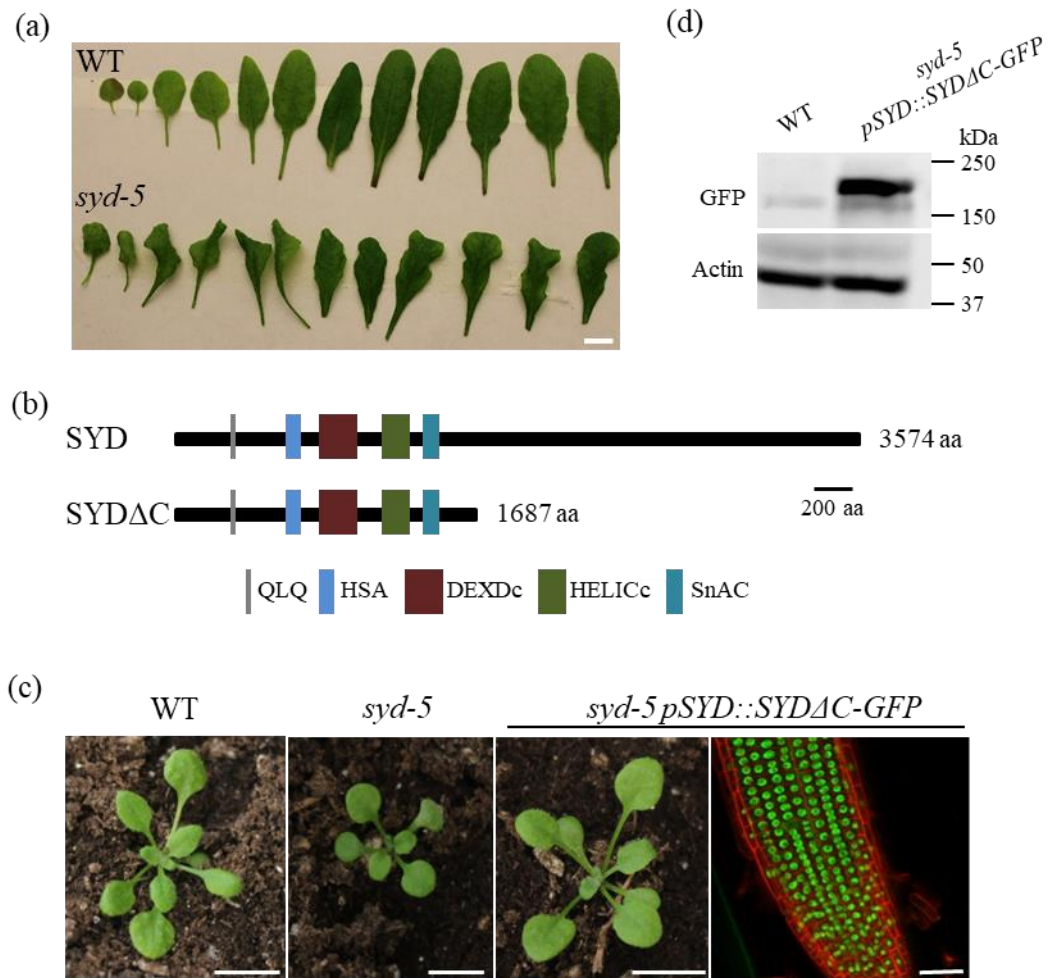 (a)
WT
syd-5
(b)
SYD
3574 aa
SYDΔC
1687 aa
200 aa
QLQ HSA DEXDc HELICc SnAC
(c)
WT
syd-5
syd-5 pSYD::SYDΔC-GFP
(d)
WT
syd-5
pSYD::SYDΔC-GFP
kDa
GFP
250
150
Actin
50
37